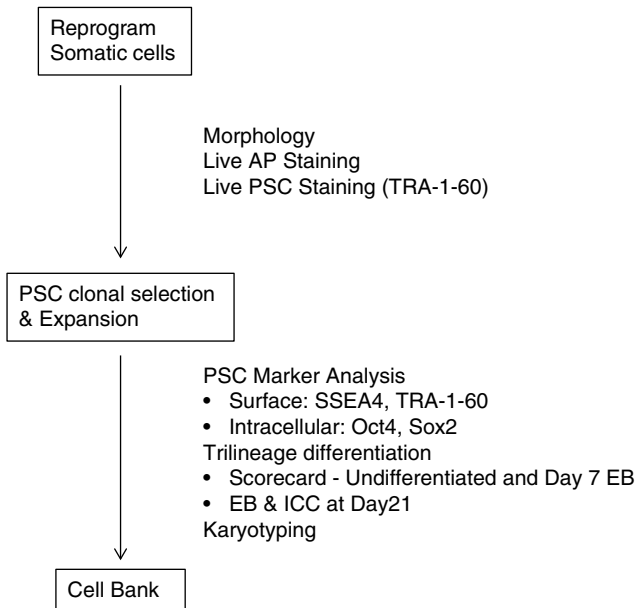 Reprogram
Somatic cells
Morphology
Live AP Staining
Live PSC Staining (TRA-1-60)
PSC clonal selection
& Expansion
PSC Marker Analysis
• Surface: SSEA4, TRA-1-60
• Intracellular: Oct4, Sox2
Trilineage differentiation
• Scorecard - Undifferentiated and Day 7 EB
• EB & ICC at Day21
Karyotyping
Cell Bank